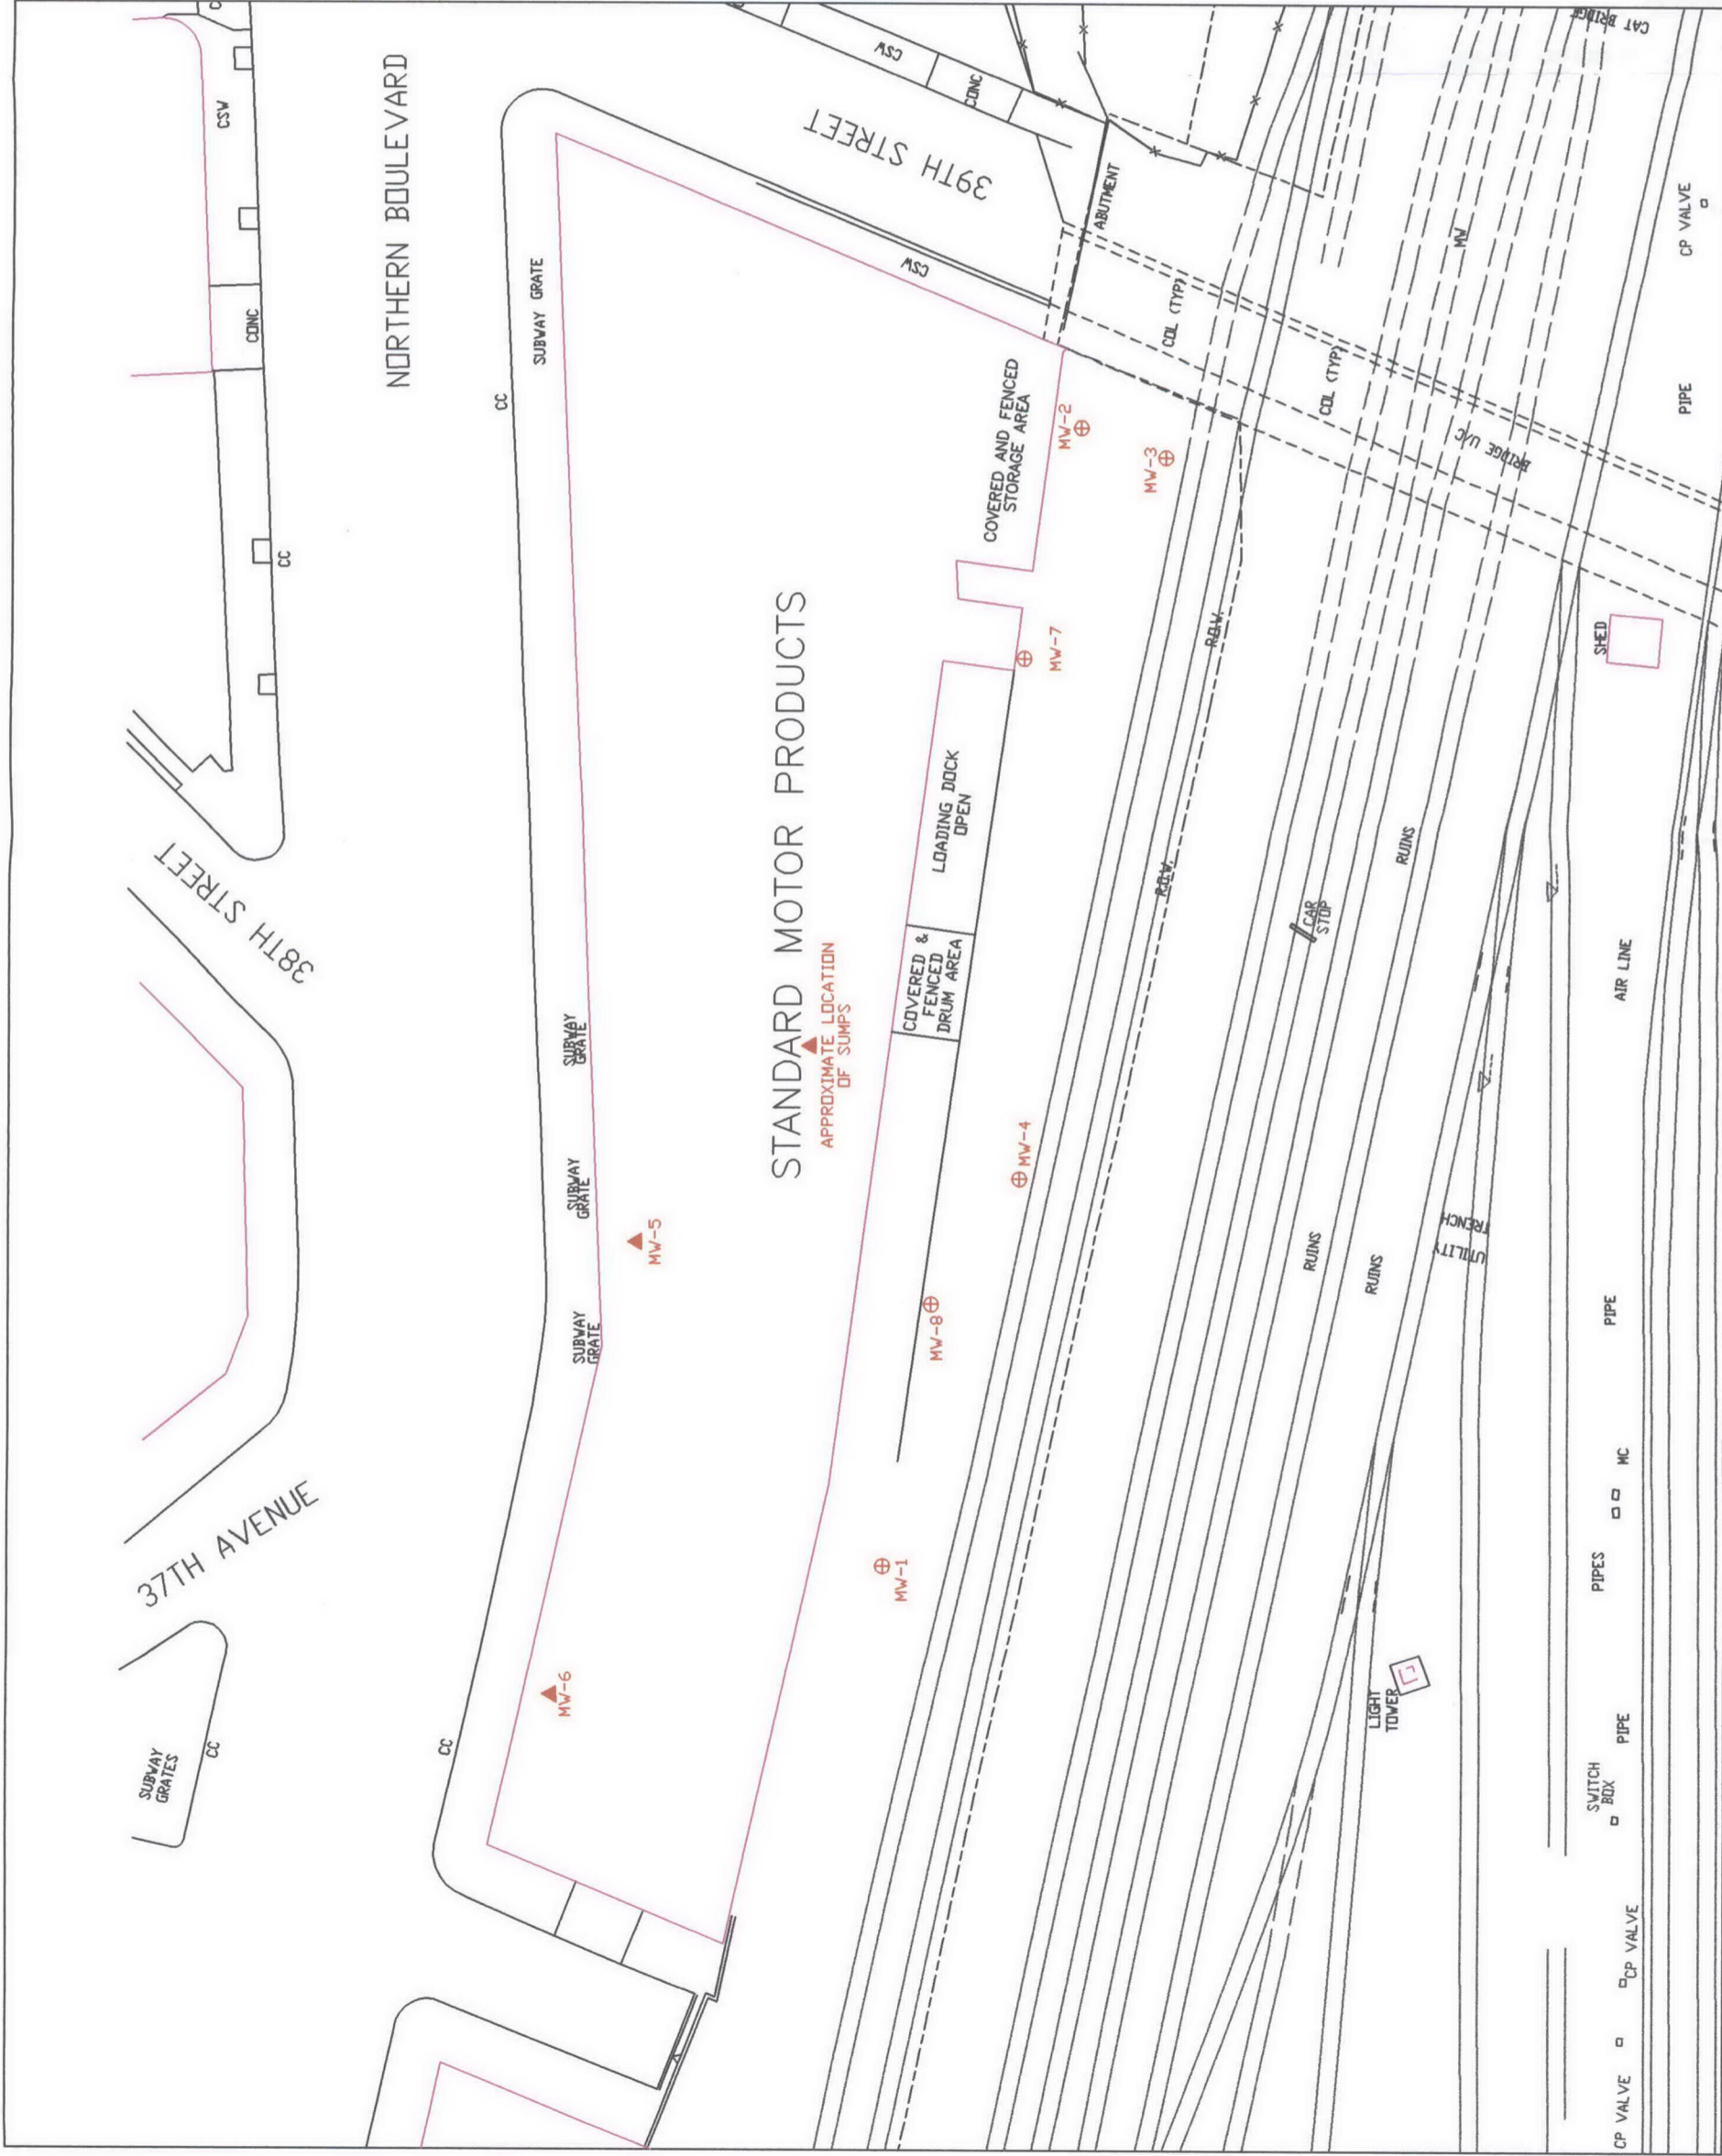 NORTHERN BOULEVARD
CSW
CONC
CC
38TH STREET
37TH AVENUE
SUBWAY
GRATES
CC
CC
SUBWAY GRATE
CC
SUBWAY
GRATE
SUBWAY
GRATE
SUBWAY
GRATE
39TH STREET
CSW
CONC
CSW
ABUTMENT
STANDARD MOTOR PRODUCTS
APPROXIMATE LOCATION
OF SUMPS
MW-5
MW-6
COVERED AND FENCED
STORAGE AREA
MW-2
MW-3
MW-7
LOADING DOCK
OPEN
COVERED &
FENCED
DRUM AREA
MW-4
MW-8
MW-1
COL (TYP)
COL (TYP)
BRIDGE U/C
MW
CAT BRIDGE
R.O.W.
R.O.W.
CAR
STOP
RUINS
RUINS
RUINS
UTILITY
TRENCH
LIGHT
TOWER
SHED
CP VALVE
PIPE
AIR LINE
PIPE
MC
PIPES
PIPE
SWITCH
BOX
CP VALVE
CP VALVE